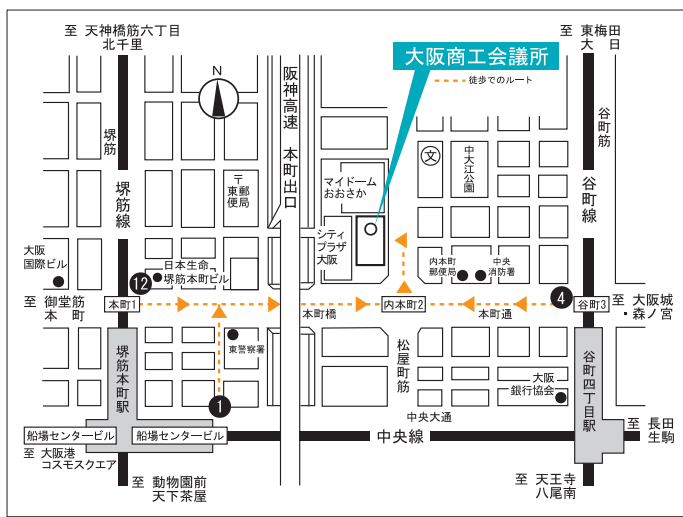 至 天神橋筋六丁目
北千里
至 東梅田
大 日
大阪商工会議所
徒歩でのルート
N
阪神高速 本町出口
堺筋
谷町筋
堺筋線
谷町線
〒
東郵便局
マイドーム
おおさか
文
中大江公園
シティ
プラザ
大阪
大阪
国際ビル
12
日本生命
堺筋本町ビル
内本町
郵便局
中央
消防署
4
至 御堂筋
本町
本町1
本町橋
内本町2
本町通
谷町3
至 大阪城
・森ノ宮
東警察署
松屋町筋
堺筋本町駅
谷町四丁目駅
大阪
銀行協会
1
中央大通
船場センタービル
船場センタービル
中央線
至 長田
生駒
至 大阪港
コスモスクエア
至 動物園前
天下茶屋
至 天王寺
八尾南